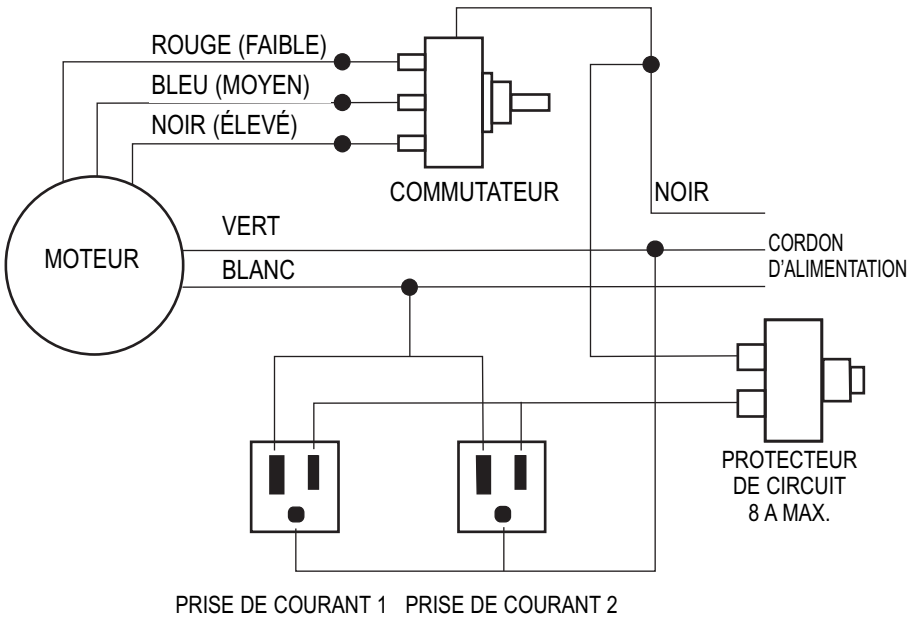 ROUGE (FAIBLE)
BLEU (MOYEN)
NOIR (ÉLEVÉ)
COMMUTATEUR
NOIR
VERT
MOTEUR
BLANC
CORDON
D'ALIMENTATION
PROTECTEUR
DE CIRCUIT
8 A MAX.
PRISE DE COURANT 1
PRISE DE COURANT 2